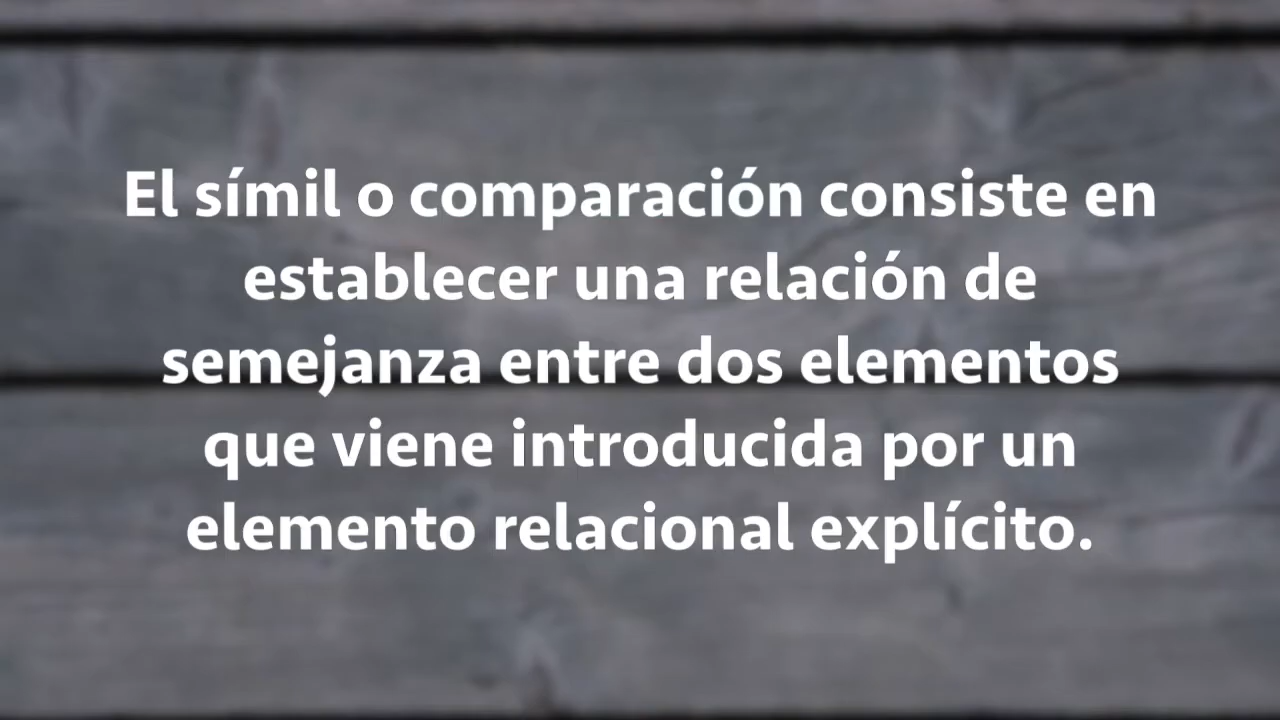 El símil o comparación consiste en
establecer una relación de
semejanza entre dos elementos
que viene introducida por un
elemento relacional explícito.